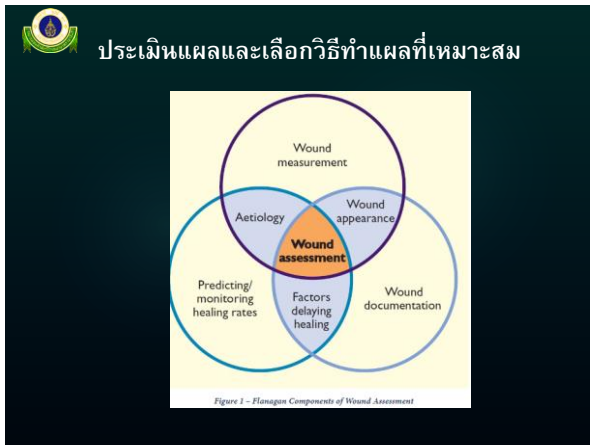 ประเมินแผลและเลือกวิธีทำแผลที่เหมาะสม
Wound
measurement
Aetiology
Wound
appearance
Wound
assessment
Predicting/
monitoring
healing rates
Factors
delaying
healing
Wound
documentation
Figure 1 – Flanagan Components of Wound Assessment